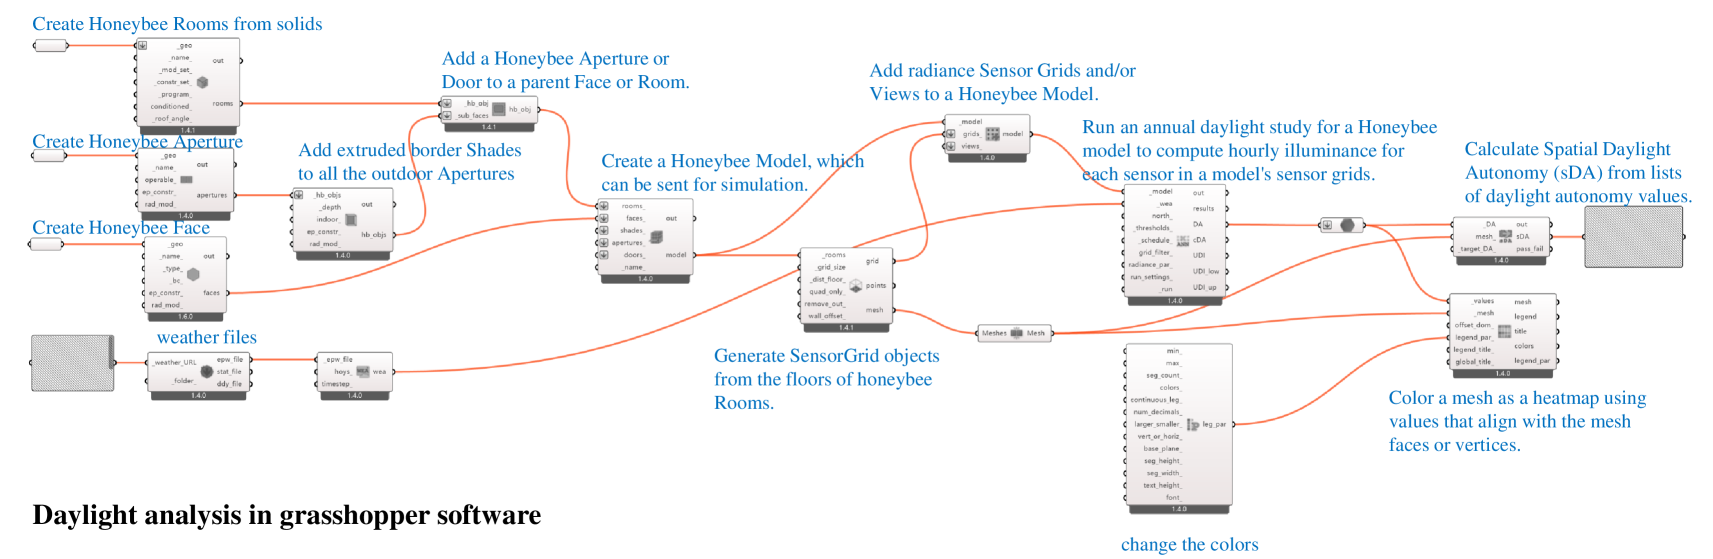 Create Honeybee Rooms from solids
_geo
_name_
_mod_set_
_constr_set_
_program_
conditioned_
_roof_angle_
out
rooms
1.4.1
Create Honeybee Aperture
_geo
_name_
operable_
ep_constr_
rad_mod_
out
apertures
1.4.0
Create Honeybee Face
_geo
_name_
_type_
_bc_
ep_constr_
rad_mod_
out
faces
1.6.0
weather files
_weather_URL
_folder_
epw_file
stat_file
ddy_file
1.4.0
_epw_file
hoys_
timestep_
wea
1.4.0
Add extruded border Shades
to all the outdoor Apertures
_hb_objs
_depth
indoor_
ep_constr_
rad_mod_
out
hb_objs
1.4.0
Add a Honeybee Aperture or
Door to a parent Face or Room.
_hb_obj
_sub_faces
hb_obj
1.4.1
Create a Honeybee Model, which
can be sent for simulation.
rooms_
faces_
shades_
apertures_
doors_
_name_
out
model
1.4.0
_rooms
_grid_size
_dist_floor_
quad_only_
remove_out_
wall_offset_
grid
points
mesh
1.4.1
Generate SensorGrid objects
from the floors of honeybee
Rooms.
Add radiance Sensor Grids and/or
Views to a Honeybee Model.
_model
grids_
views_
model
1.4.0
Meshes
Mesh
Run an annual daylight study for a Honeybee
model to compute hourly illuminance for
each sensor in a model's sensor grids.
_model
_wea
north_
_thresholds_
_schedule_
grid_filter_
radiance_par_
run_settings_
_run
out
results
DA
cDA
UDI
UDI_low
UDI_up
1.4.0
min_
max_
seg_count_
colors_
continuous_leg_
num_decimals_
larger_smaller_
vert_or_horiz_
base_plane_
seg_height_
seg_width_
text_height_
font_
leg_par
1.4.0
change the colors
Calculate Spatial Daylight
Autonomy (sDA) from lists
of daylight autonomy values.
_DA
mesh_
_target_DA_
out
sDA
pass_fail
1.4.0
_values
_mesh
offset_dom_
legend_par_
legend_title_
global_title_
mesh
legend
title
colors
legend_par
1.4.0
Color a mesh as a heatmap using
values that align with the mesh
faces or vertices.
Daylight analysis in grasshopper software